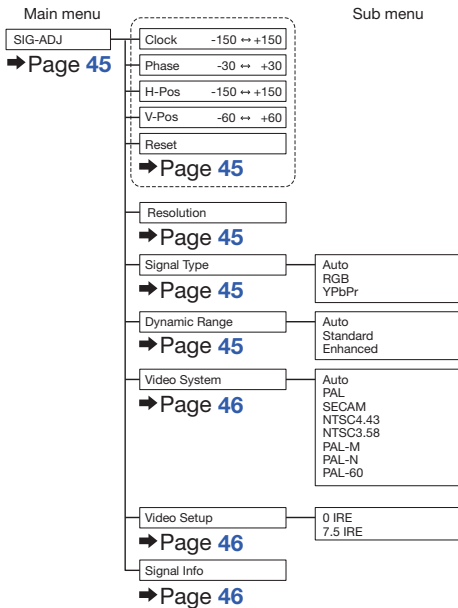 Main menu
Sub menu
SIG-ADJ
➡Page 45
Clock -150 ↔ +150
Phase -30 ↔ +30
H-Pos -150 ↔ +150
V-Pos -60 ↔ +60
Reset
➡Page 45
Resolution
➡Page 45
Signal Type
➡Page 45
Auto
RGB
YPbPr
Dynamic Range
➡Page 45
Auto
Standard
Enhanced
Video System
➡Page 46
Auto
PAL
SECAM
NTSC4.43
NTSC3.58
PAL-M
PAL-N
PAL-60
Video Setup
➡Page 46
0 IRE
7.5 IRE
Signal Info
➡Page 46